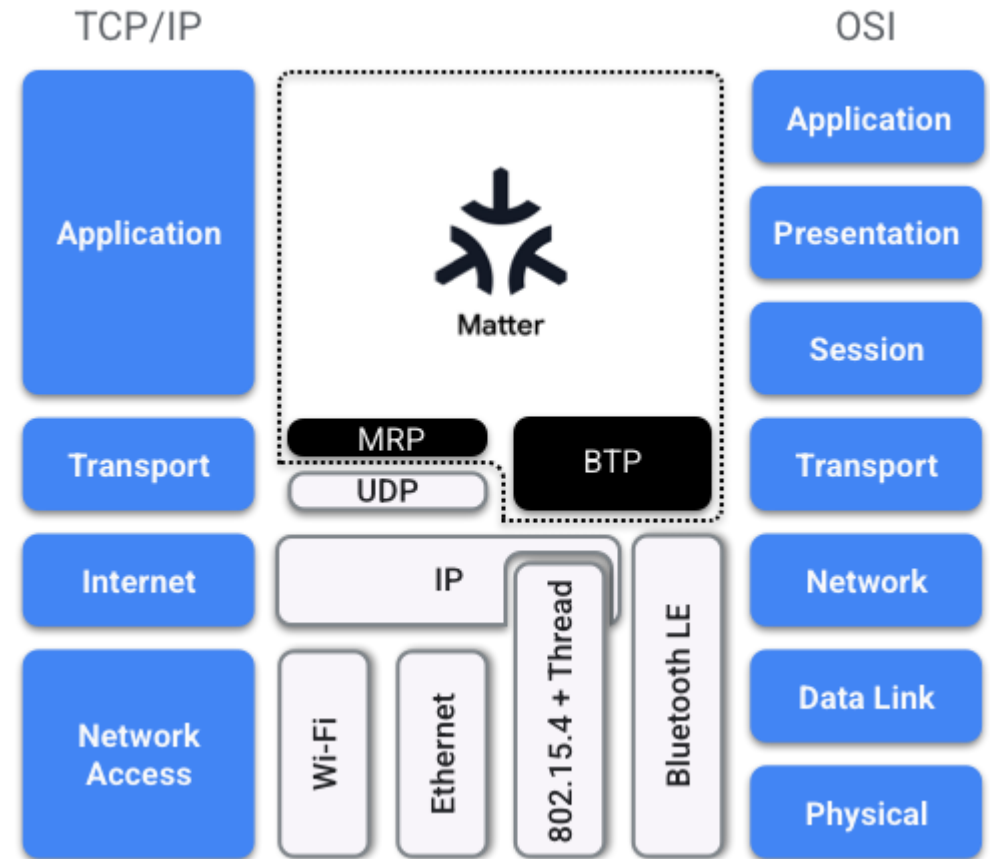 TCP/IP
OSI
Application
Matter
Application
Presentation
Session
Transport
MRP
UDP
BTP
Transport
Internet
IP
Network
Network
Access
Wi-Fi
Ethernet
802.15.4 + Thread
Bluetooth LE
Data Link
Physical